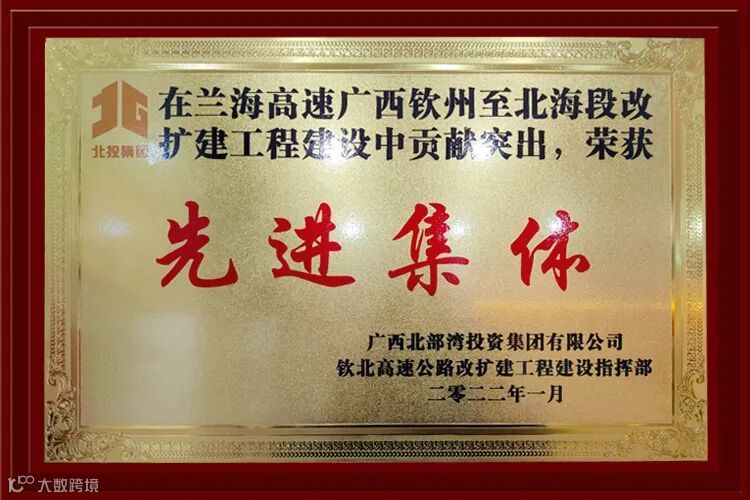 在兰海高速广西钦州至北海段改
扩建工程建设中贡献突出，荣获
北投集团
先进集体
广西北部湾投资集团有限公司
钦北高速公路改扩建工程建设指挥部
二零二二年一月
大数跨境